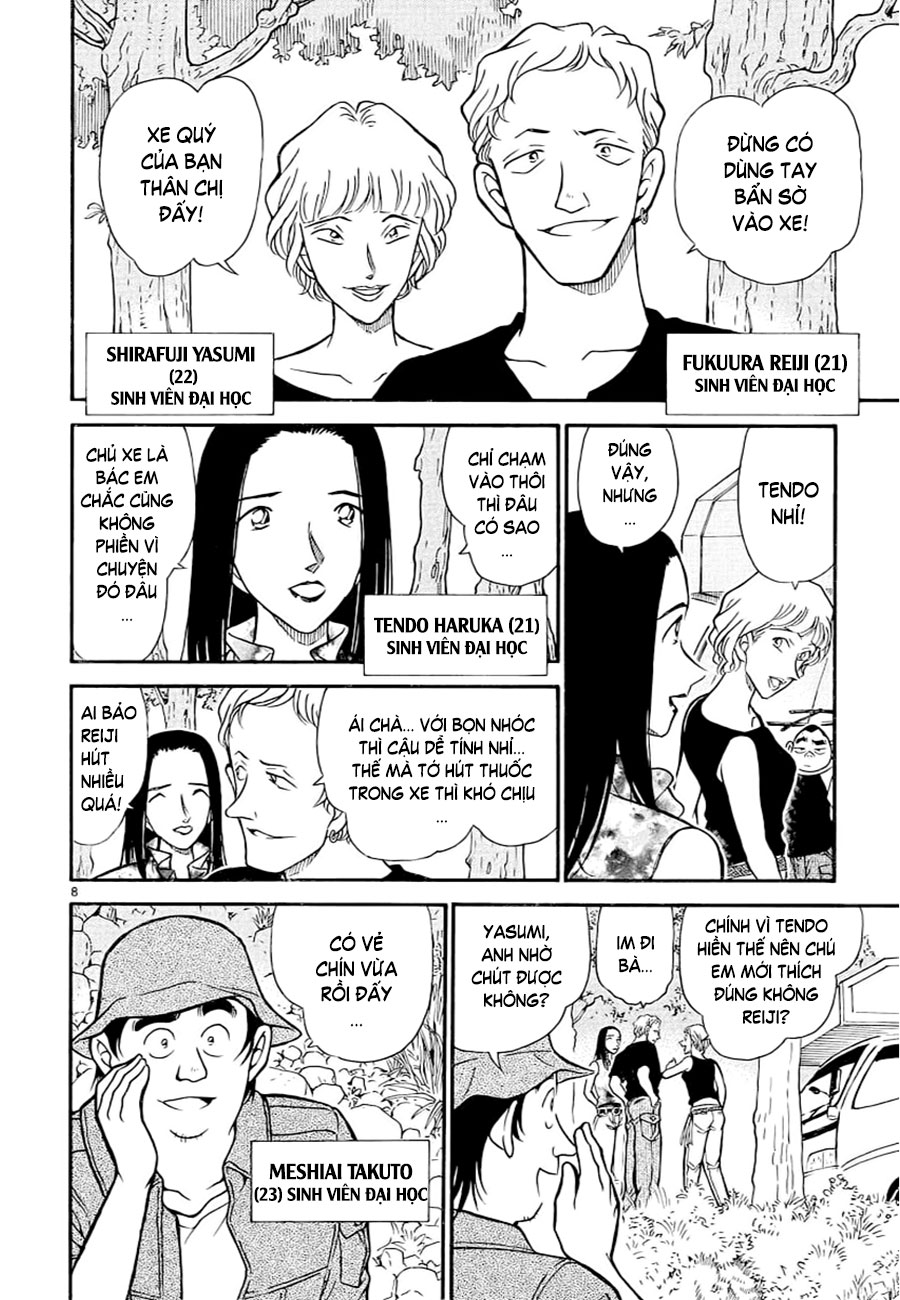 ĐỪNG CÓ
DÙNG TAY
BẨN SỜ
VÀO XE!
XE QUÝ
CỦA BẠN
THÂN CHỊ
ĐẤY!
FUKUURA REIJI (21)
SINH VIÊN ĐẠI HỌC
SHIRAFUJI YASUMI
(22)
SINH VIÊN ĐẠI HỌC
TENDO
NHỈ!
ĐÚNG
VẬY,
NHƯNG
...
CHỈ CHẠM
VÀO THÔI
THÌ ĐÂU
CÓ SAO
...
CHỦ XE LÀ
BÁC EM
CHẮC CŨNG
KHÔNG
PHIỀN VÌ
CHUYỆN
ĐÓ ĐÂU
...
TENDO HARUKA (21)
SINH VIÊN ĐẠI HỌC
ÁI CHÀ... VỚI BỌN NHÓC
THÌ CẬU DỄ TÍNH NHỈ...
THẾ MÀ TỚ HÚT THUỐC
TRONG XE THÌ KHÓ CHỊU
...
AI BẢO
REIJI
HÚT
NHIỀU
QUÁ!
8
CHÍNH VÌ TENDO
HIỀN THẾ NÊN CHÚ
EM MỚI THÍCH
ĐÚNG KHÔNG
REIJI?
IM ĐI
BÀ...
YASUMI,
ANH NHỜ
CHÚT ĐƯỢC
KHÔNG?
CÓ VẺ
CHÍN VỪA
RỒI ĐẤY
...
MESHIAI TAKUTO
(23) SINH VIÊN ĐẠI HỌC